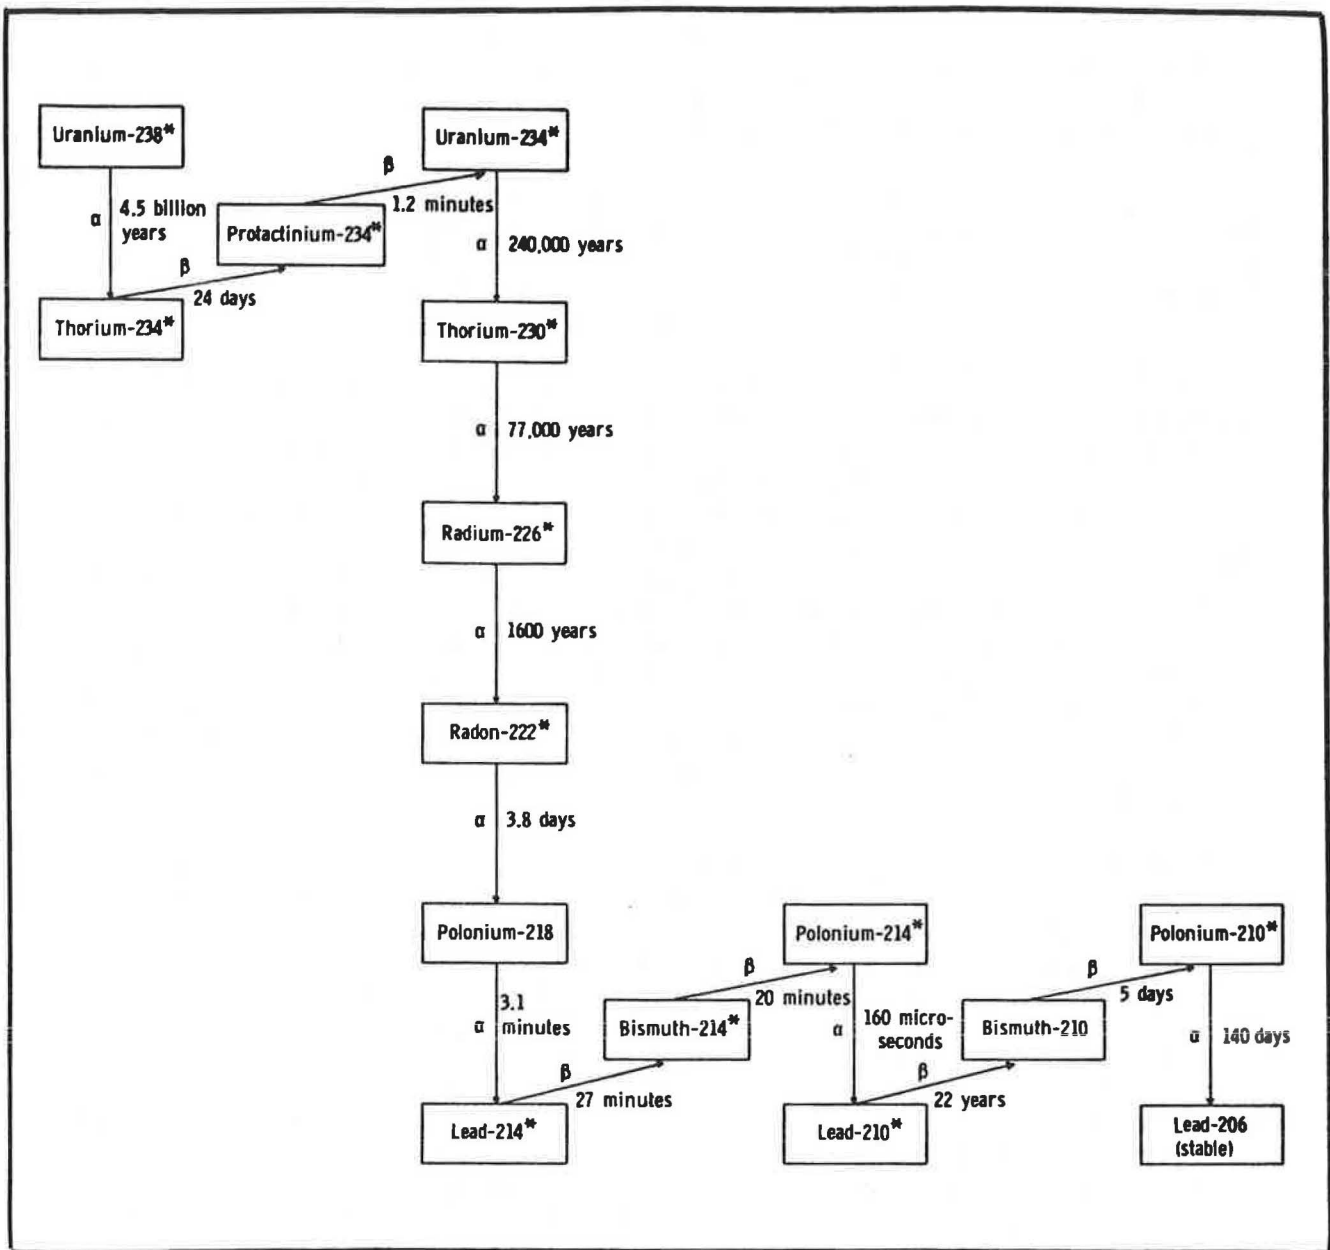 Uranium-238*
α
4.5 billion
years
Thorium-234*
β
24 days
Protactinium-234*
β
1.2 minutes
Uranium-234*
α
240,000 years
Thorium-230*
α
77,000 years
Radium-226*
α
1600 years
Radon-222*
α
3.8 days
Polonium-218
α
3.1
minutes
Lead-214*
β
27 minutes
Bismuth-214*
β
20 minutes
Polonium-214*
α
160 micro-
seconds
Lead-210*
β
22 years
Bismuth-210
β
5 days
Polonium-210*
α
140 days
Lead-206
(stable)